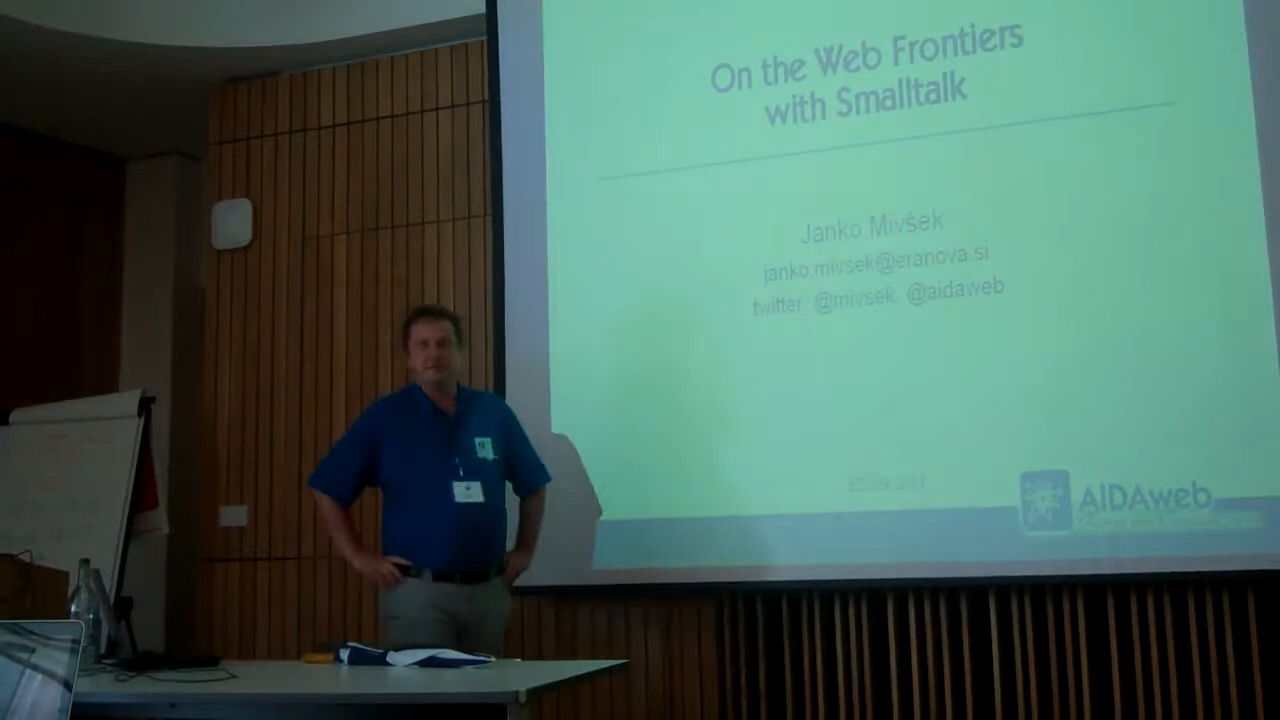 On the Web Frontiers
with Smalltalk
Janko Mivšek
janko.mivsek@eranova.si
twitter: @mivsek @aidaweb
AIDAweb